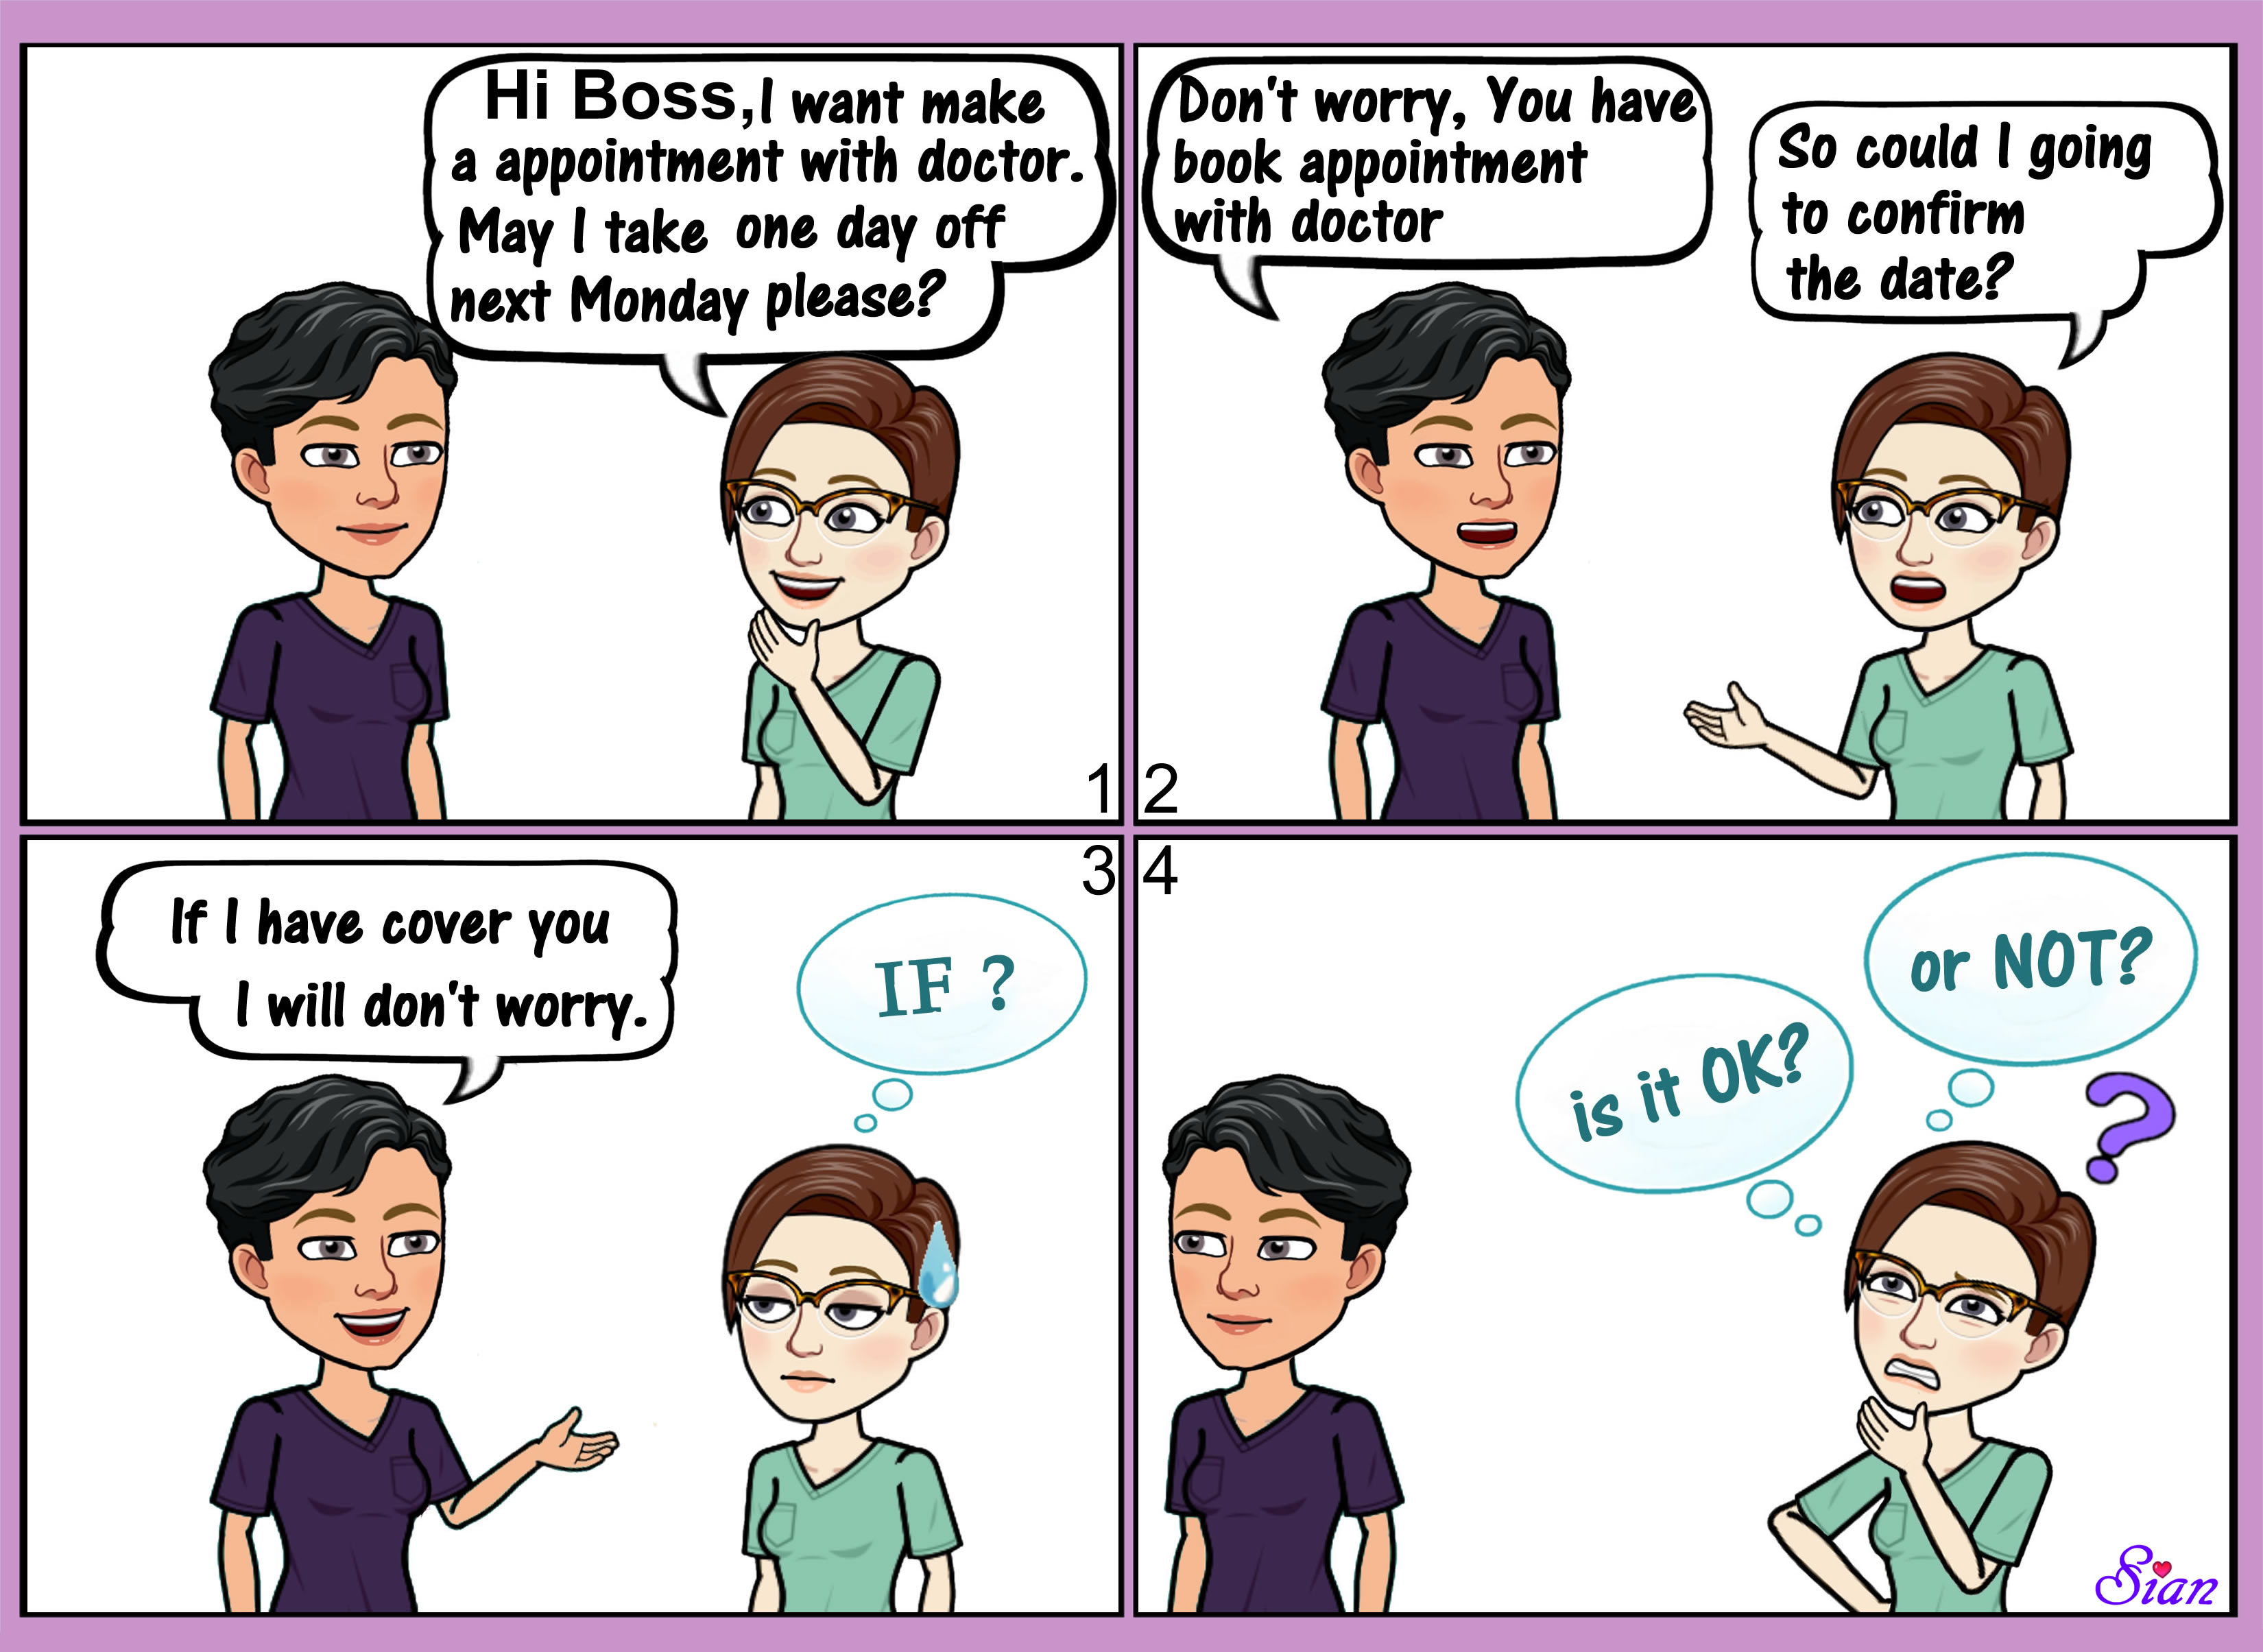 Hi Boss,I want make
a appointment with doctor.
May I take one day off
next Monday please?
1
Don't worry, You have
book appointment
with doctor
So could I going
to confirm
the date?
2
If I have cover you
I will don't worry.
IF ?
3
4
is it OK?
or NOT?
?
Sian